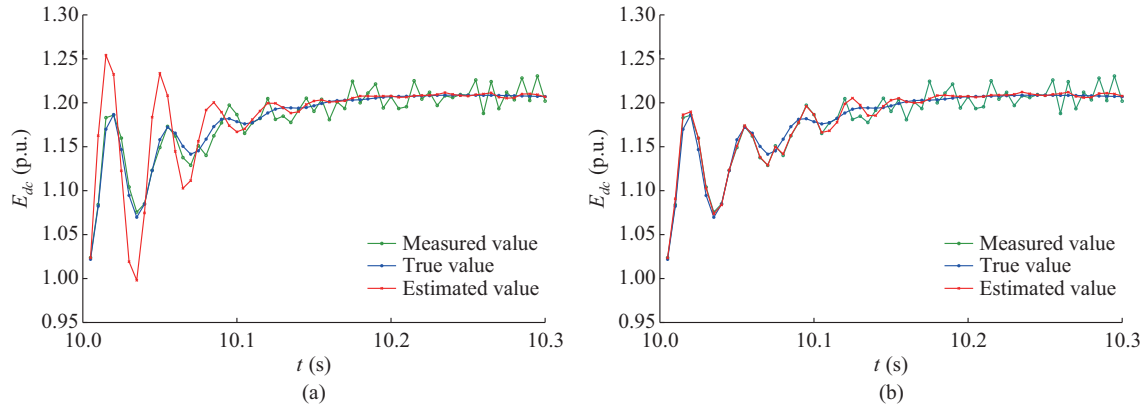 1.30
1.25
1.20
1.15
1.10
1.05
1.00
0.95
E_dc (p.u.)
Measured value
True value
Estimated value
10.0 10.1 10.2 10.3
t (s)
(a)
1.30
1.25
1.20
1.15
1.10
1.05
1.00
0.95
E_dc (p.u.)
Measured value
True value
Estimated value
10.0 10.1 10.2 10.3
t (s)
(b)